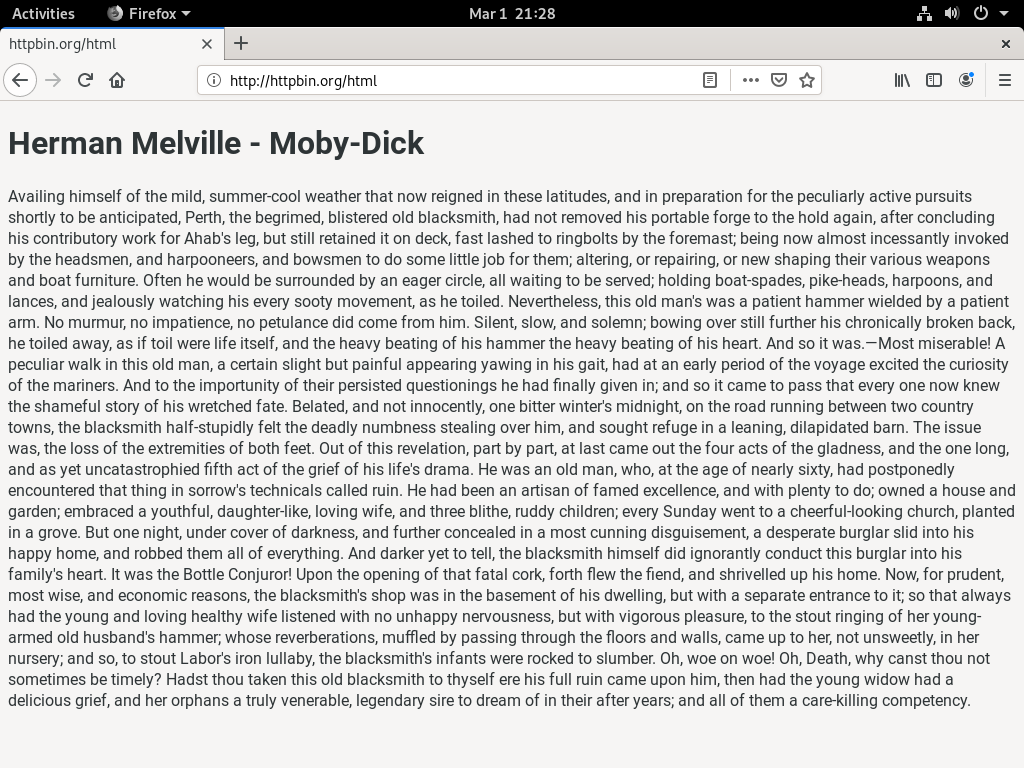 Activities
Firefox
Mar 1 21:28
httpbin.org/html
http://httpbin.org/html
Herman Melville - Moby-Dick
Availing himself of the mild, summer-cool weather that now reigned in these latitudes, and in preparation for the peculiarly active pursuits
shortly to be anticipated, Perth, the begrimed, blistered old blacksmith, had not removed his portable forge to the hold again, after concluding
his contributory work for Ahab's leg, but still retained it on deck, fast lashed to ringbolts by the foremast; being now almost incessantly invoked
by the headsmen, and harpooneers, and bowsmen to do some little job for them; altering, or repairing, or new shaping their various weapons
and boat furniture. Often he would be surrounded by an eager circle, all waiting to be served; holding boat-spades, pike-heads, harpoons, and
lances, and jealously watching his every sooty movement, as he toiled. Nevertheless, this old man's was a patient hammer wielded by a patient
arm. No murmur, no impatience, no petulance did come from him. Silent, slow, and solemn; bowing over still further his chronically broken back,
he toiled away, as if toil were life itself, and the heavy beating of his hammer the heavy beating of his heart. And so it was.—Most miserable! A
peculiar walk in this old man, a certain slight but painful appearing yawing in his gait, had at an early period of the voyage excited the curiosity
of the mariners. And to the importunity of their persisted questionings he had finally given in; and so it came to pass that every one now knew
the shameful story of his wretched fate. Belated, and not innocently, one bitter winter's midnight, on the road running between two country
towns, the blacksmith half-stupidly felt the deadly numbness stealing over him, and sought refuge in a leaning, dilapidated barn. The issue
was, the loss of the extremities of both feet. Out of this revelation, part by part, at last came out the four acts of the gladness, and the one long,
and as yet uncatastrophied fifth act of the grief of his life's drama. He was an old man, who, at the age of nearly sixty, had postponedly
encountered that thing in sorrow's technicals called ruin. He had been an artisan of famed excellence, and with plenty to do; owned a house and
garden; embraced a youthful, daughter-like, loving wife, and three blithe, ruddy children; every Sunday went to a cheerful-looking church, planted
in a grove. But one night, under cover of darkness, and further concealed in a most cunning disguisement, a desperate burglar slid into his
happy home, and robbed them all of everything. And darker yet to tell, the blacksmith himself did ignorantly conduct this burglar into his
family's heart. It was the Bottle Conjuror! Upon the opening of that fatal cork, forth flew the fiend, and shrivelled up his home. Now, for prudent,
most wise, and economic reasons, the blacksmith's shop was in the basement of his dwelling, but with a separate entrance to it; so that always
had the young and loving healthy wife listened with no unhappy nervousness, but with vigorous pleasure, to the stout ringing of her young-
armed old husband's hammer; whose reverberations, muffled by passing through the floors and walls, came up to her, not unsweetly, in her
nursery; and so, to stout Labor's iron lullaby, the blacksmith's infants were rocked to slumber. Oh, woe on woe! Oh, Death, why canst thou not
sometimes be timely? Hadst thou taken this old blacksmith to thyself ere his full ruin came upon him, then had the young widow had a
delicious grief, and her orphans a truly venerable, legendary sire to dream of in their after years; and all of them a care-killing competency.